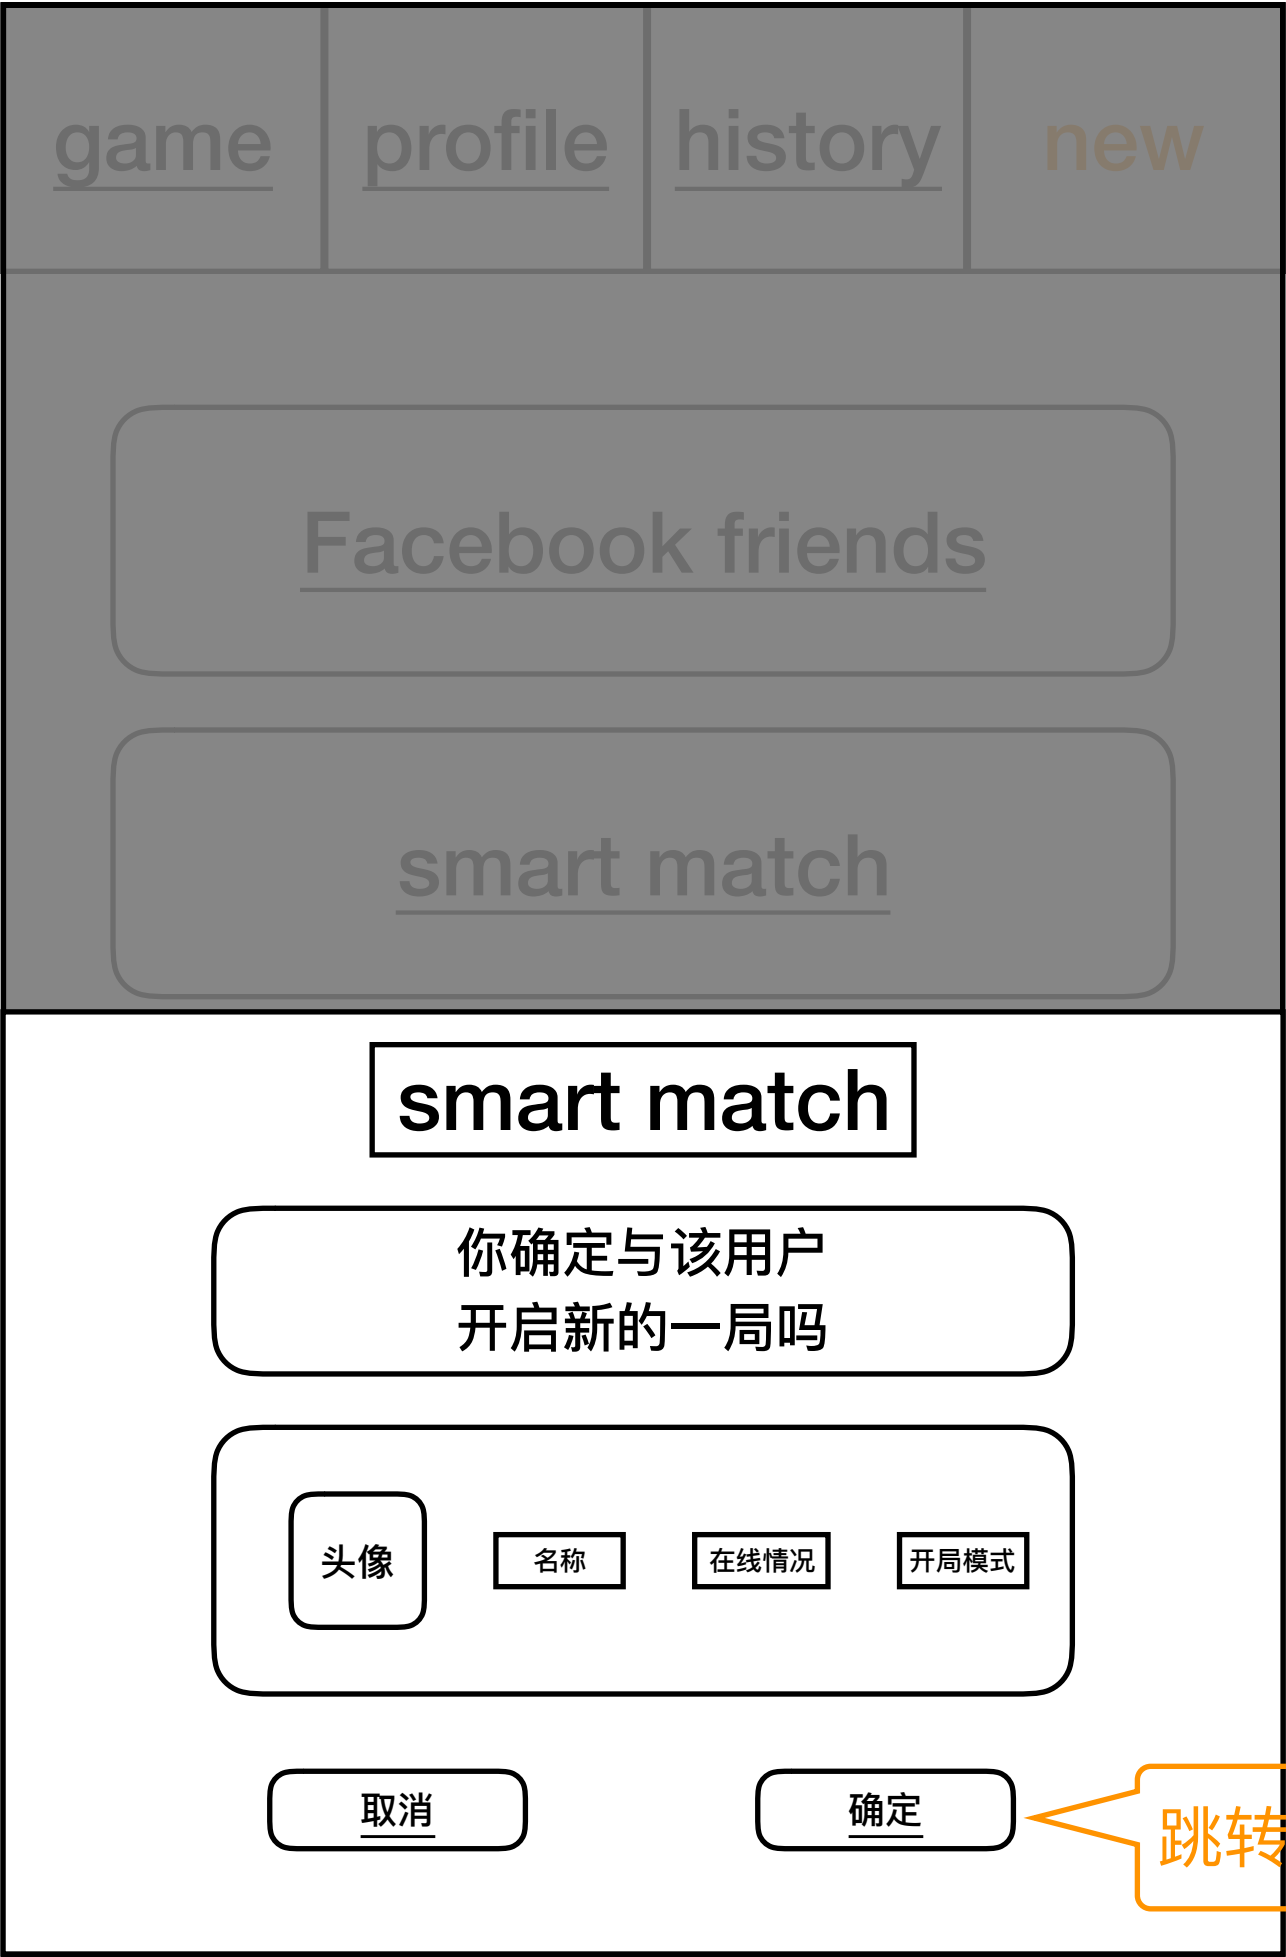 game profile history new
Facebook friends
smart match
smart match
你确定与该用户
开启新的一局吗
头像 名称 在线情况 开局模式
取消 确定
跳转